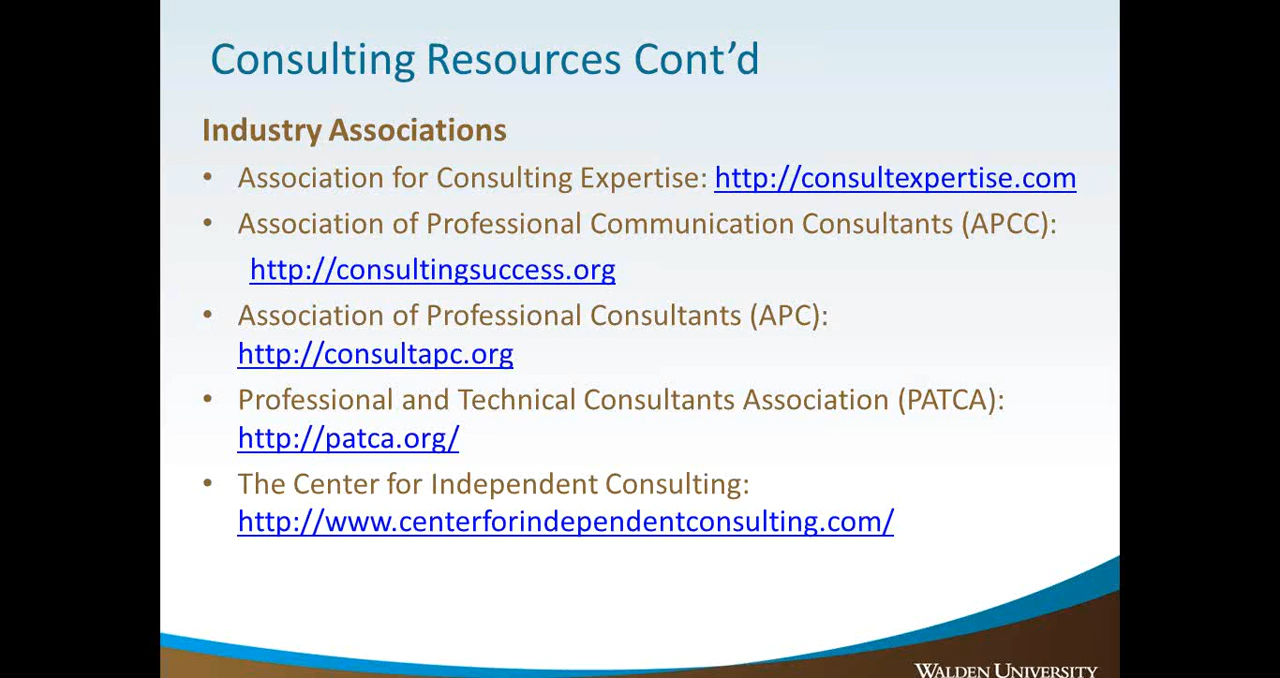 Consulting Resources Cont’d
Industry Associations
• Association for Consulting Expertise: http://consultexpertise.com
• Association of Professional Communication Consultants (APCC):
http://consultingsuccess.org
• Association of Professional Consultants (APC):
http://consultapc.org
• Professional and Technical Consultants Association (PATCA):
http://patca.org/
• The Center for Independent Consulting:
http://www.centerforindependentconsulting.com/
WALDEN UNIVERSITY